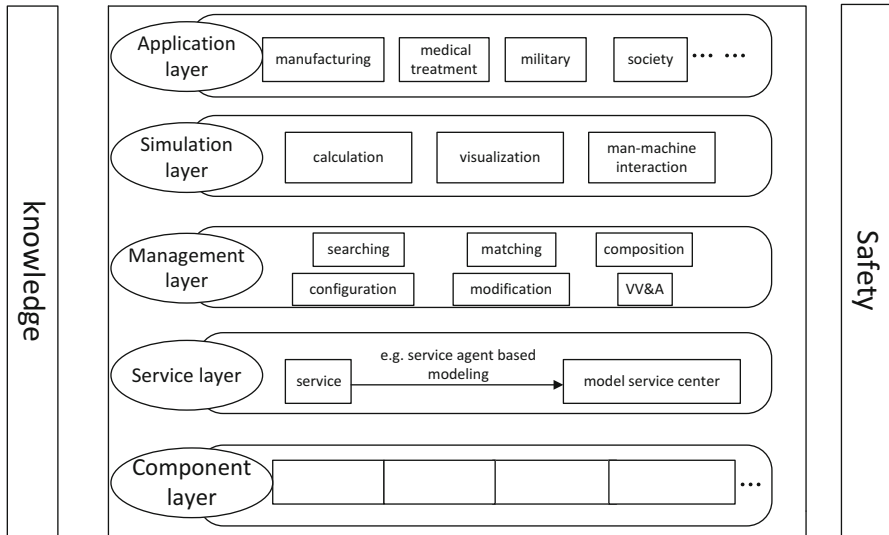 knowledge
Application
layer
manufacturing
medical
treatment
military
society
... ...
Simulation
layer
calculation
visualization
man-machine
interaction
Management
layer
searching
matching
composition
configuration
modification
VV&A
Service layer
service
e.g. service agent based
modeling
model service center
Component
layer
...
Safety